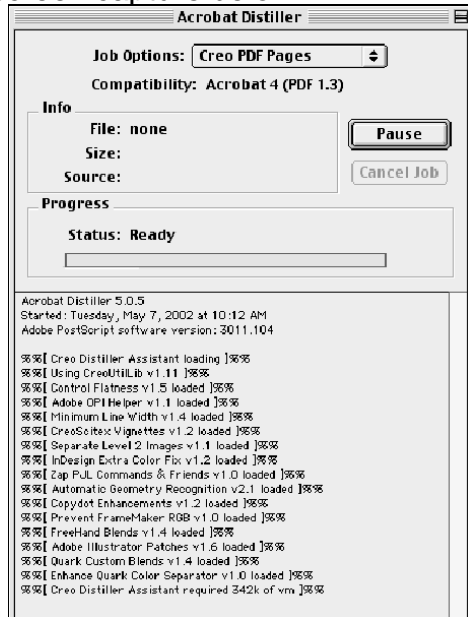 Acrobat Distiller
Job Options: Creo PDF Pages
Compatibility: Acrobat 4 (PDF 1.3)
Info
File: none
Size:
Source:
Pause
Cancel Job
Progress
Status: Ready
Acrobat Distiller 5.0.5
Started: Tuesday, May 7, 2002 at 10:12 AM
Adobe PostScript software version: 3011.104
%%[ Creo Distiller Assistant loading ]%%
%%[ Using CreoUtilLib v1.11 ]%%
%%[ Control Flatness v1.5 loaded ]%%
%%[ Adobe OPI Helper v1.1 loaded ]%%
%%[ Minimum Line Width v1.4 loaded ]%%
%%[ CreoScitex Vignettes v1.2 loaded ]%%
%%[ Separate Level 2 Images v1.1 loaded ]%%
%%[ InDesign Extra Color Fix v1.2 loaded ]%%
%%[ Zap PJL Commands & Friends v1.0 loaded ]%%
%%[ Automatic Geometry Recognition v2.1 loaded ]%%
%%[ Copydot Enhancements v1.2 loaded ]%%
%%[ Prevent FrameMaker RGB v1.0 loaded ]%%
%%[ FreeHand Blends v1.4 loaded ]%%
%%[ Adobe Illustrator Patches v1.6 loaded ]%%
%%[ Quark Custom Blends v1.4 loaded ]%%
%%[ Enhance Quark Color Separator v1.0 loaded ]%%
%%[ Creo Distiller Assistant required 342k of vm ]%%